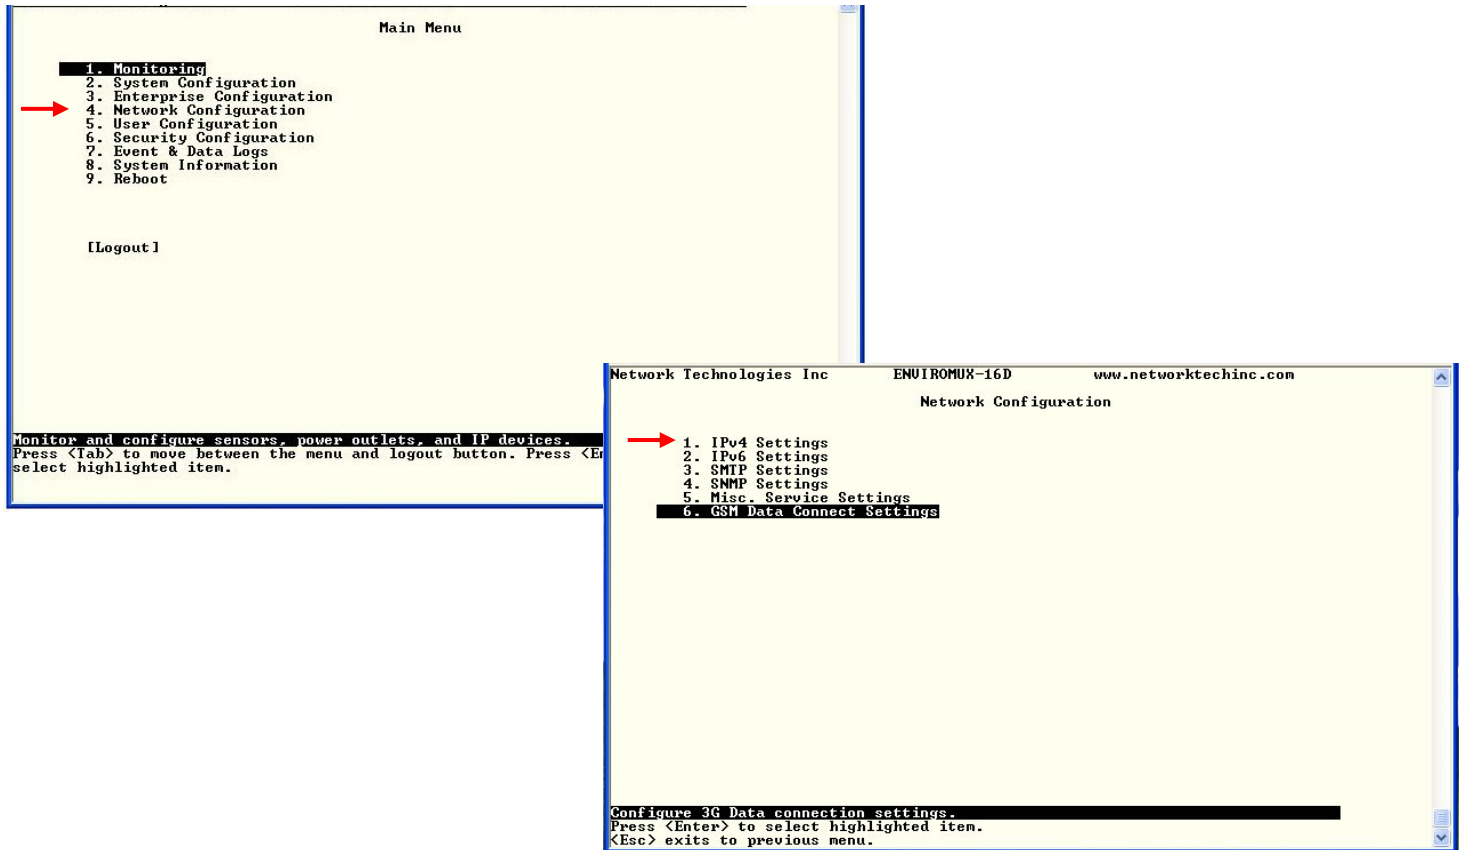 Main Menu
1. Monitoring
2. System Configuration
3. Enterprise Configuration
4. Network Configuration
5. User Configuration
6. Security Configuration
7. Event & Data Logs
8. System Information
9. Reboot
[Logout]
Monitor and configure sensors, power outlets, and IP devices.
Press <Tab> to move between the menu and logout button. Press <En
select highlighted item.
Network Technologies Inc ENVIROMUX-16D www.networktechinc.com
Network Configuration
1. IPv4 Settings
2. IPv6 Settings
3. SMTP Settings
4. SNMP Settings
5. Misc. Service Settings
6. GSM Data Connect Settings
Configure 3G Data connection settings.
Press <Enter> to select highlighted item.
<Esc> exits to previous menu.